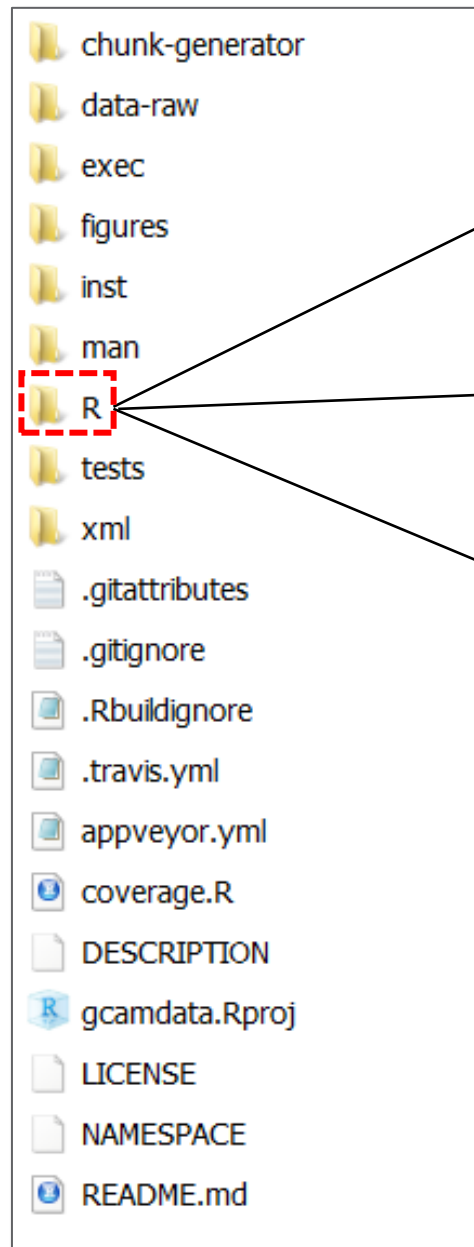 chunk-generator
data-raw
exec
figures
inst
man
R
tests
xml
.gitattributes
.gitignore
.Rbuildignore
.travis.yml
appveyor.yml
coverage.R
DESCRIPTION
gcamdata.Rproj
LICENSE
NAMESPACE
README.md